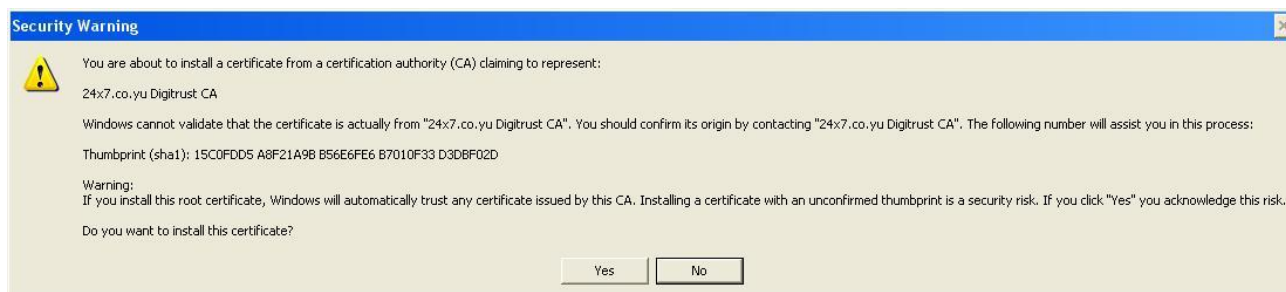 Security Warning
You are about to install a certificate from a certification authority (CA) claiming to represent:
24x7.co.yu Digitrust CA
Windows cannot validate that the certificate is actually from "24x7.co.yu Digitrust CA". You should confirm its origin by contacting "24x7.co.yu Digitrust CA". The following number will assist you in this process:
Thumbprint (sha1): 15C0FDD5 A8F21A9B B56E6FE6 B7010F33 D3DBF02D
Warning:
If you install this root certificate, Windows will automatically trust any certificate issued by this CA. Installing a certificate with an unconfirmed thumbprint is a security risk. If you click "Yes" you acknowledge this risk.
Do you want to install this certificate?
Yes No